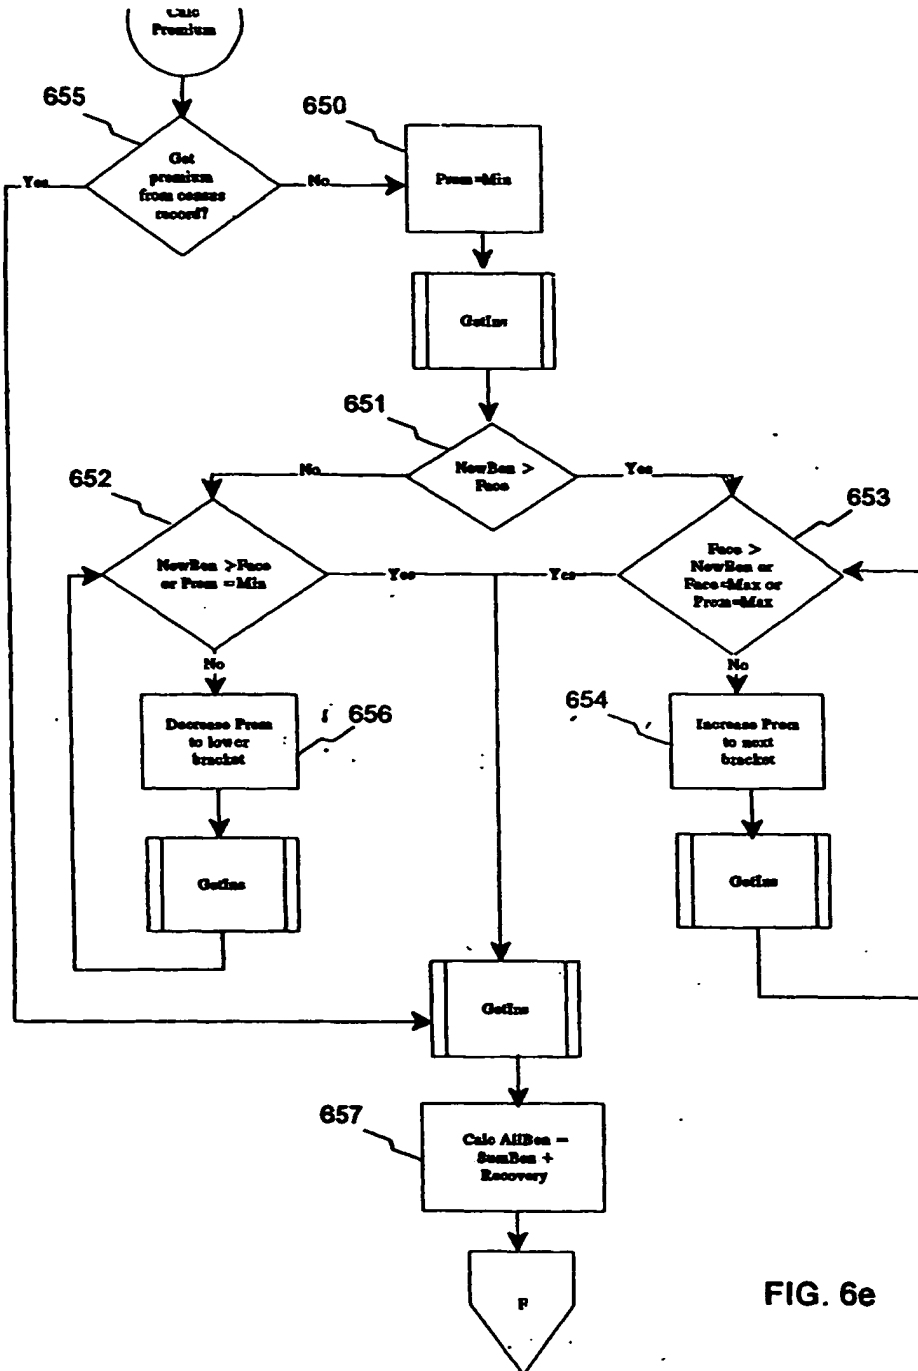 Calc
Premium
655
Get
premium
from census
record?
Yes
No
650
Prem=Min
GetIns
651
NewBen >
Face
No
Yes
652
NewBen >Face
or Prem =Min
Yes
No
653
Face >
NewBen or
Face=Max or
Prem=Max
Yes
No
656
Decrease Prem
to lower
bracket
654
Increase Prem
to next
bracket
GetIns
GetIns
GetIns
657
Calc AllBen =
SumBen +
Recovery
F
FIG. 6e